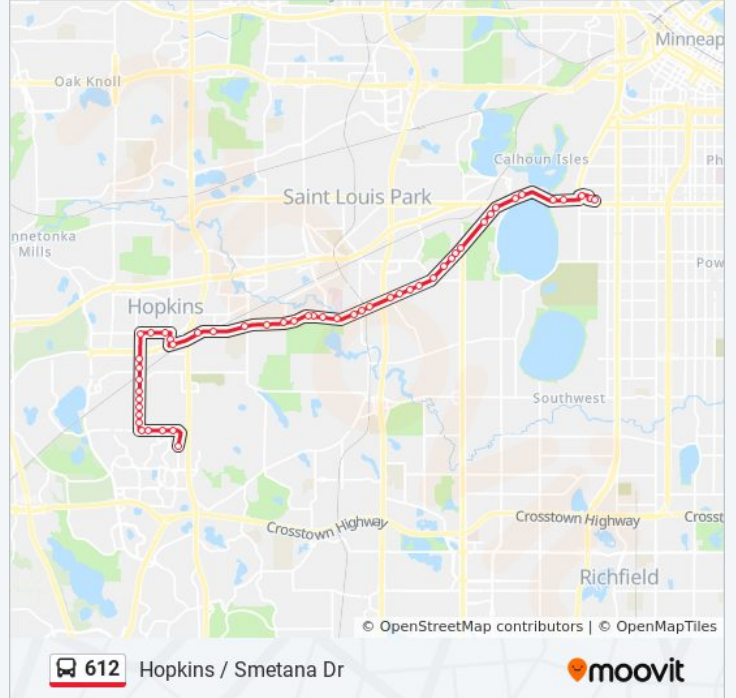 Minneap
Oak Knoll
Calhoun Isles
Ph
Saint Louis Park
nnetonka
Mills
Pow
Hopkins
Southwest
Crosstown Highway
Crosstown Highway
Crosst
Richfield
© OpenStreetMap contributors | © OpenMapTiles
612 Hopkins / Smetana Dr
moovit